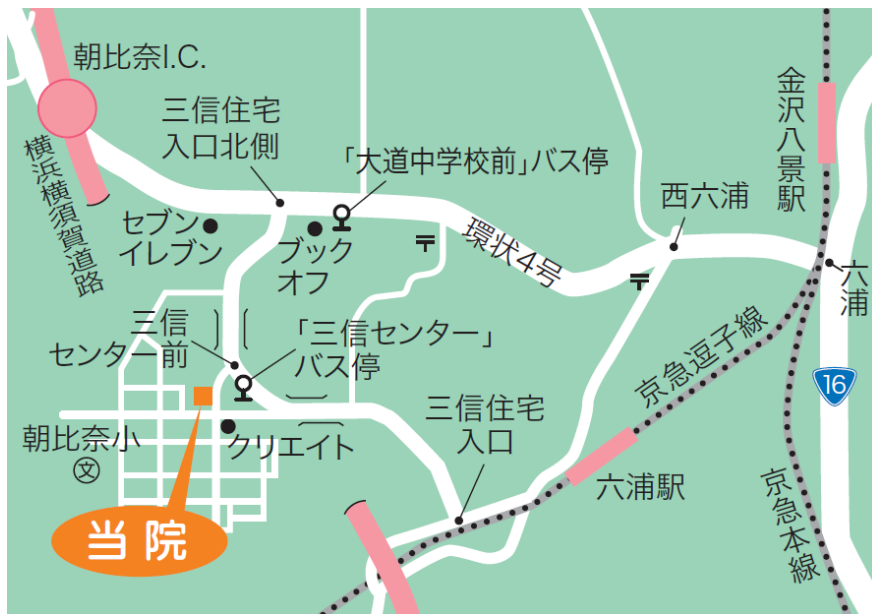 朝比奈I.C.
横浜横須賀道路
三信住宅
入口北側
「大道中学校前」バス停
金沢八景駅
西六浦
セブン
イレブン
ブック
オフ
〒
環状4号
〒
六浦
三信
センター前
「三信センター」
バス停
京急逗子線
16
三信住宅
入口
朝比奈小
文
クリエイト
六浦駅
京急本線
当院